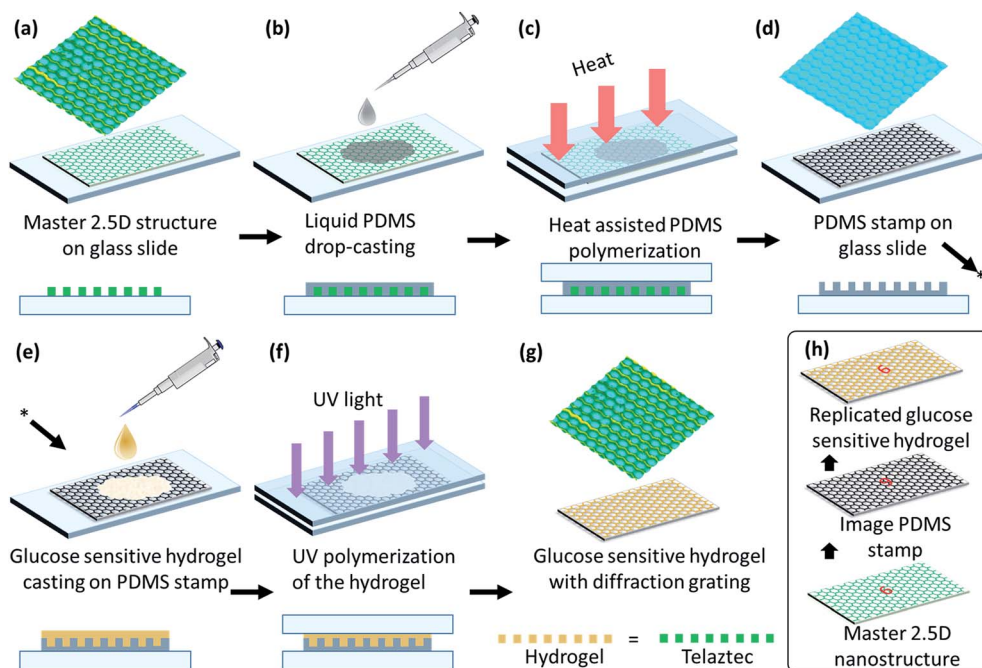 (a)
(b)
(c)
(d)
Heat
Master 2.5D structure
on glass slide
Liquid PDMS
drop-casting
Heat assisted PDMS
polymerization
PDMS stamp on
glass slide
*
(e)
(f)
(g)
(h)
*
UV light
6
Replicated glucose
sensitive hydrogel
Image PDMS
stamp
6
Master 2.5D
nanostructure
Glucose sensitive hydrogel
casting on PDMS stamp
UV polymerization
of the hydrogel
Glucose sensitive hydrogel
with diffraction grating
=
Hydrogel
Telaztec